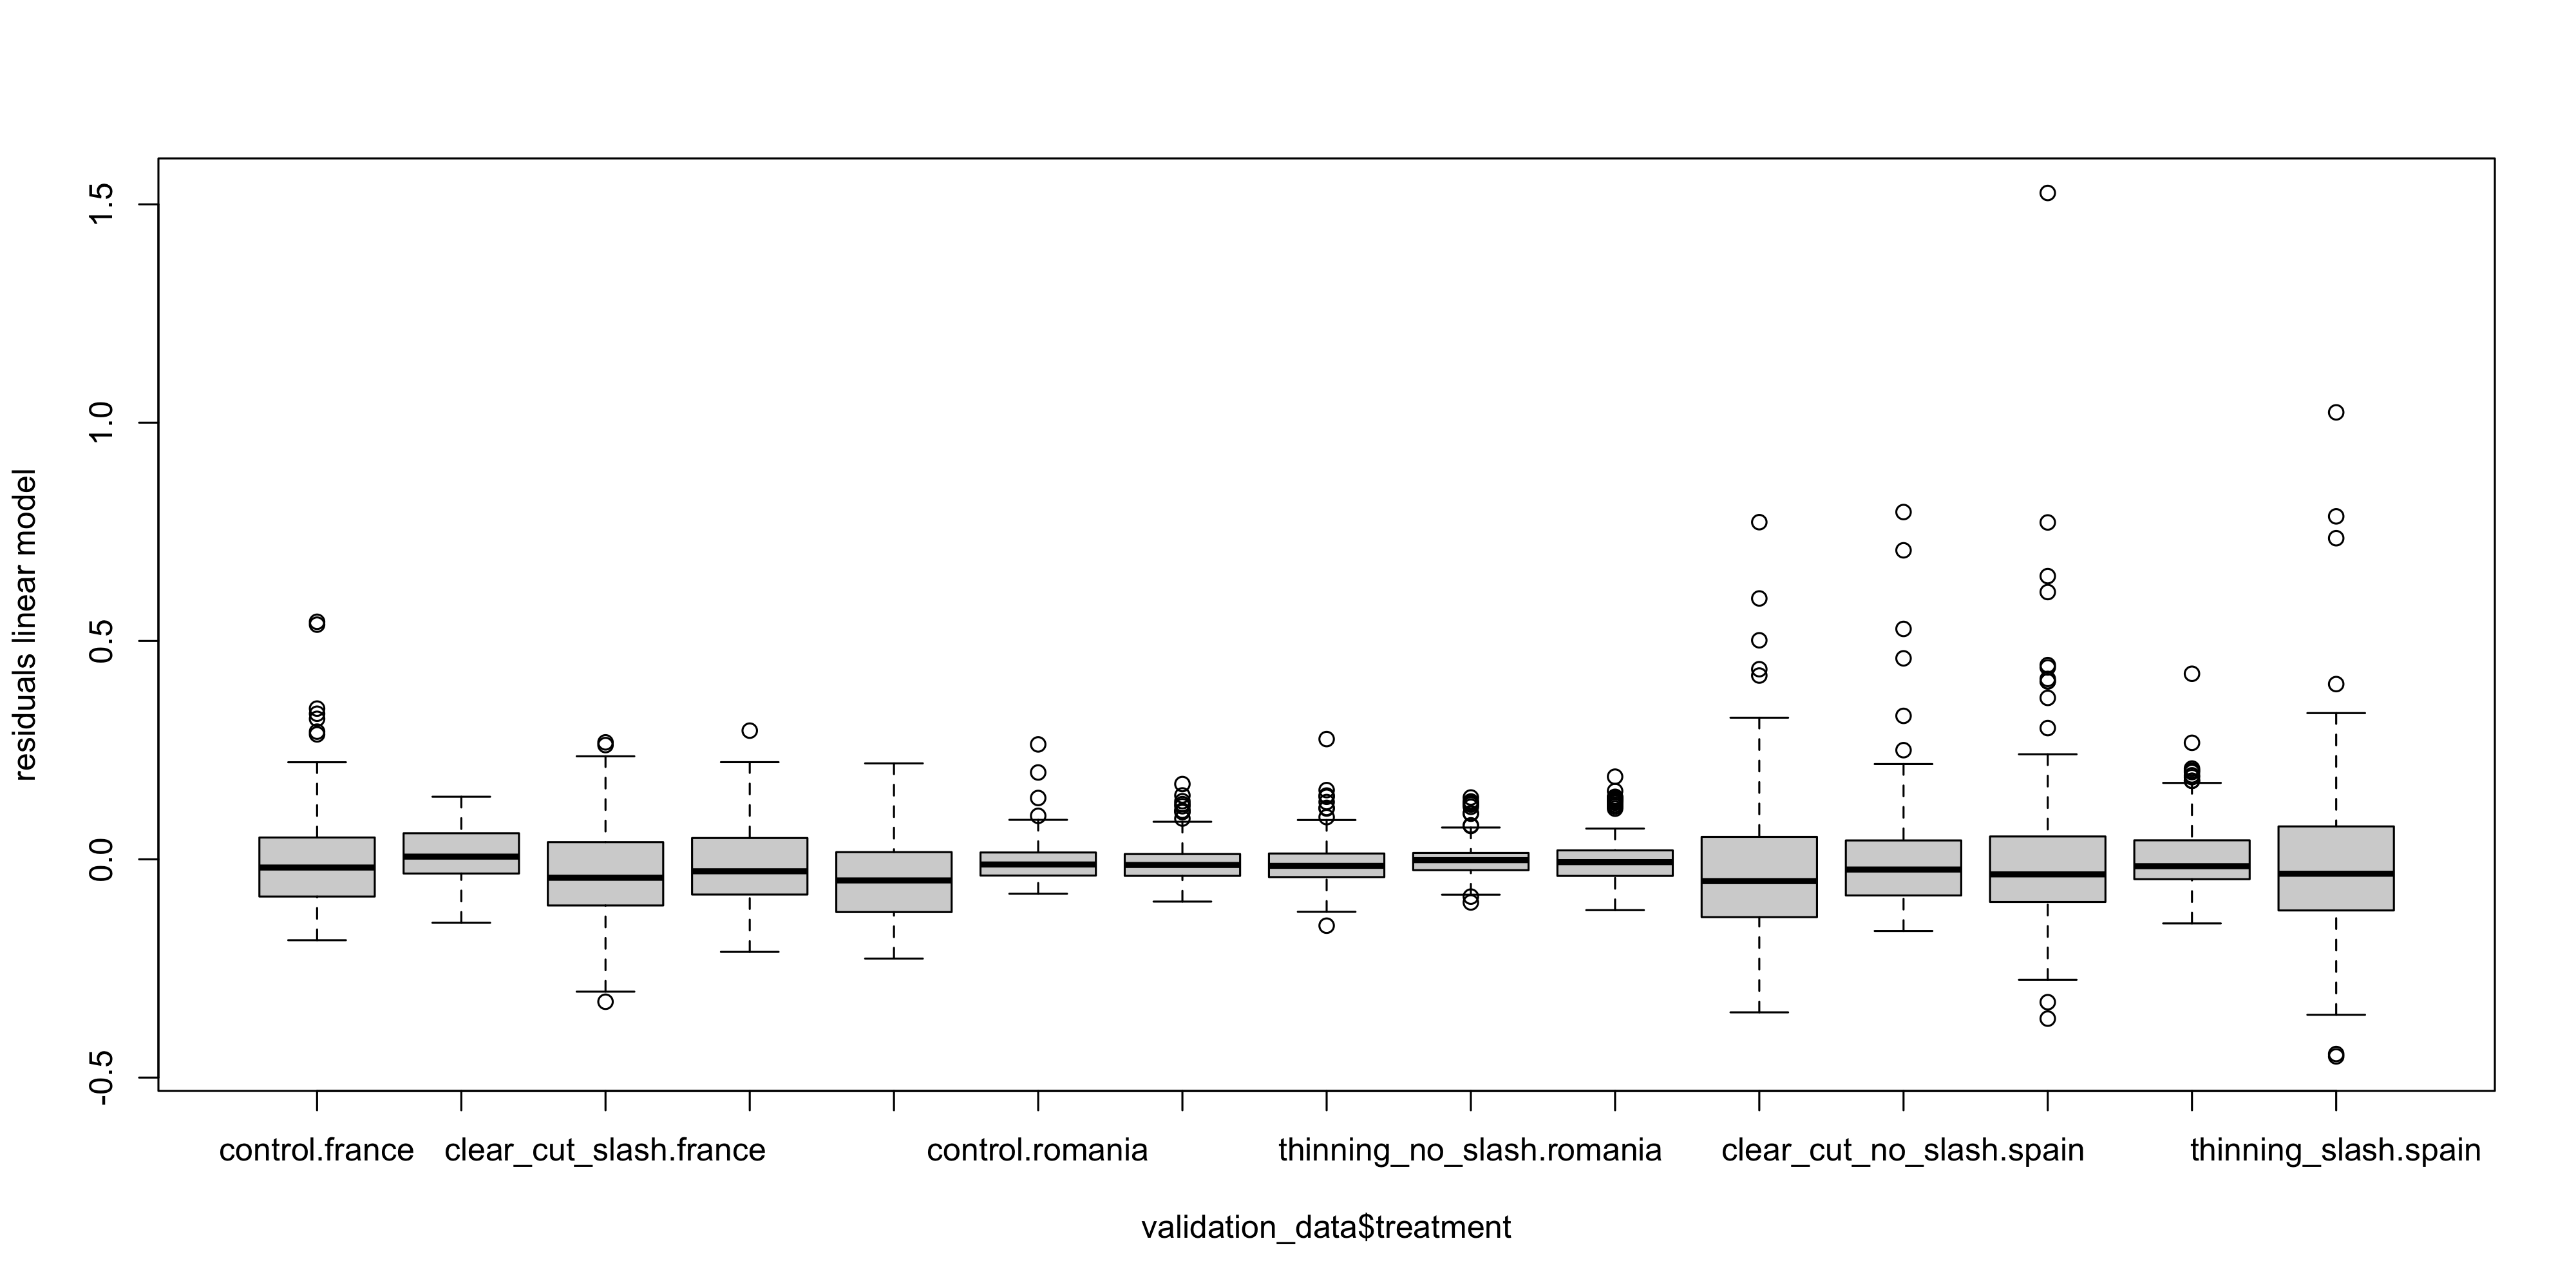 residuals linear model
1.5
1.0
0.5
0.0
-0.5
control.france clear_cut_slash.france control.romania thinning_no_slash.romania clear_cut_no_slash.spain thinning_slash.spain
validation_data$treatment